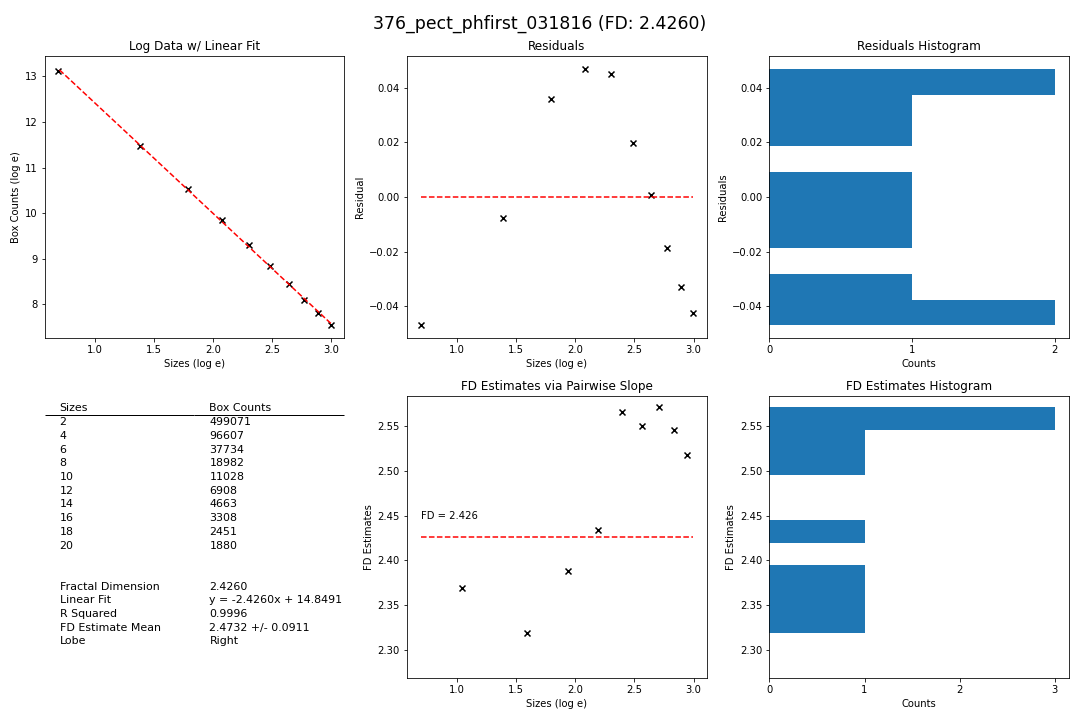 376_pect_phfirst_031816 (FD: 2.4260)
Log Data w/ Linear Fit
Box Counts (log e)
13
12
11
10
9
8
1.0 1.5 2.0 2.5 3.0
Sizes (log e)
Residuals
Residual
0.04
0.02
0.00
−0.02
−0.04
1.0 1.5 2.0 2.5 3.0
Sizes (log e)
Residuals Histogram
Residuals
0.04
0.02
0.00
−0.02
−0.04
0 1 2
Counts
Sizes Box Counts
2 499071
4 96607
6 37734
8 18982
10 11028
12 6908
14 4663
16 3308
18 2451
20 1880
Fractal Dimension 2.4260
Linear Fit y = -2.4260x + 14.8491
R Squared 0.9996
FD Estimate Mean 2.4732 +/- 0.0911
Lobe Right
FD Estimates via Pairwise Slope
FD Estimates
2.55
2.50
2.45
2.40
2.35
2.30
FD = 2.426
1.0 1.5 2.0 2.5 3.0
Sizes (log e)
FD Estimates Histogram
FD Estimates
2.55
2.50
2.45
2.40
2.35
2.30
0 1 2 3
Counts